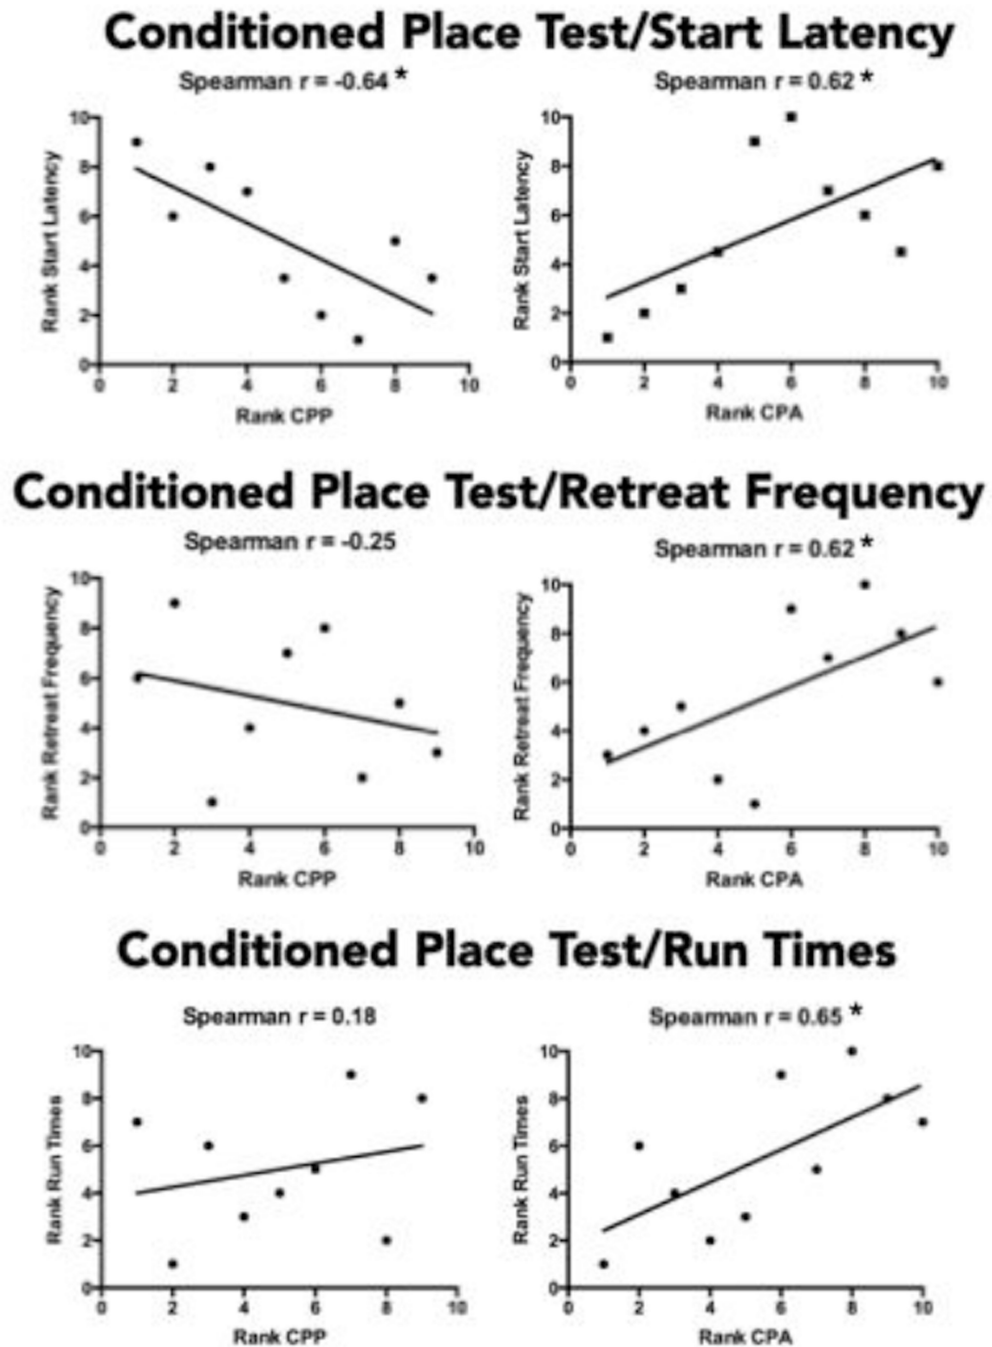 Conditioned Place Test/Start Latency
Spearman r = -0.64 *
Spearman r = 0.62 *
Rank Start Latency
10
8
6
4
2
0
0 2 4 6 8 10
Rank CPP
Rank Start Latency
10
8
6
4
2
0
0 2 4 6 8 10
Rank CPA
Conditioned Place Test/Retreat Frequency
Spearman r = -0.25
Spearman r = 0.62 *
Rank Retreat Frequency
10
8
6
4
2
0
0 2 4 6 8 10
Rank CPP
Rank Retreat Frequency
10
8
6
4
2
0
0 2 4 6 8 10
Rank CPA
Conditioned Place Test/Run Times
Spearman r = 0.18
Spearman r = 0.65 *
Rank Run Times
10
8
6
4
2
0
0 2 4 6 8 10
Rank CPP
Rank Run Times
10
8
6
4
2
0
0 2 4 6 8 10
Rank CPA